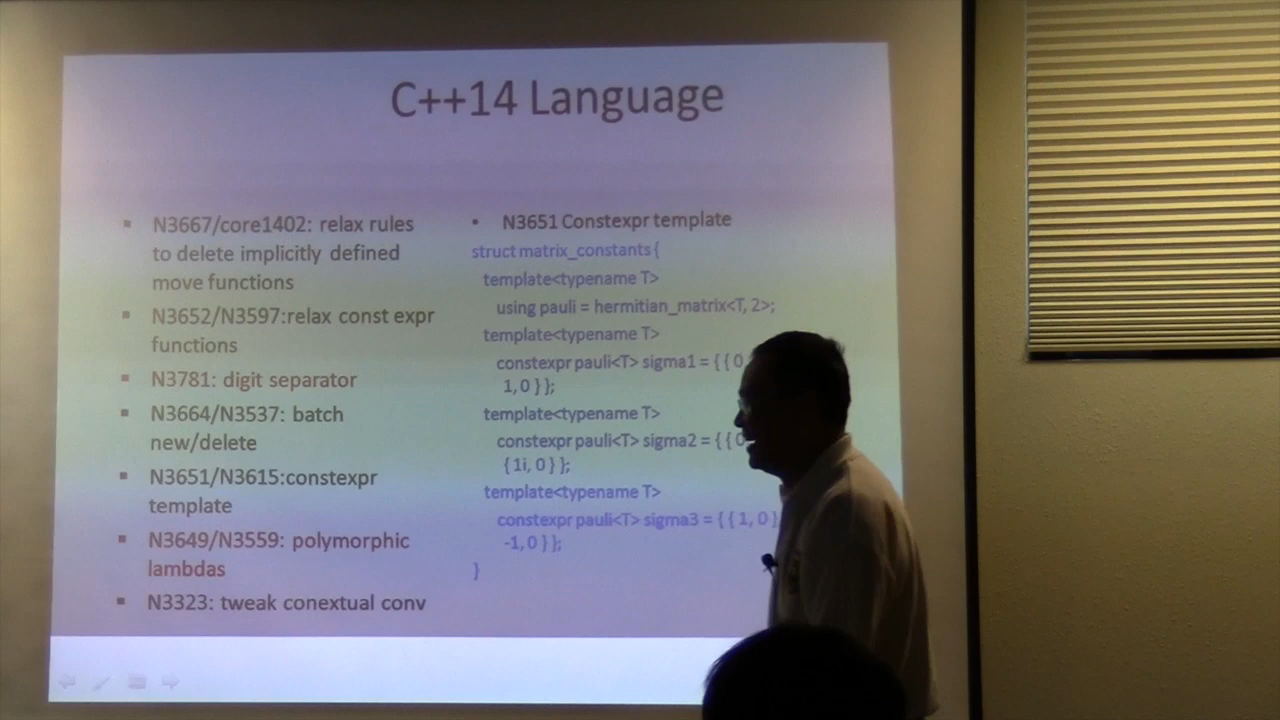 C++14 Language
N3667/core1402: relax rules
to delete implicitly defined
move functions
N3652/N3597:relax const expr
functions
N3781: digit separator
N3664/N3537: batch
new/delete
N3651/N3615:constexpr
template
N3649/N3559: polymorphic
lambdas
N3323: tweak conextual conv
N3651 Constexpr template
struct matrix_constants {
template<typename T>
using pauli = hermitian_matrix<T, 2>;
template<typename T>
constexpr pauli<T> sigma1 = { { 0
1, 0 } };
template<typename T>
constexpr pauli<T> sigma2 = { { 0
{ 1i, 0 } };
template<typename T>
constexpr pauli<T> sigma3 = { { 1, 0 }
-1, 0 } };
}